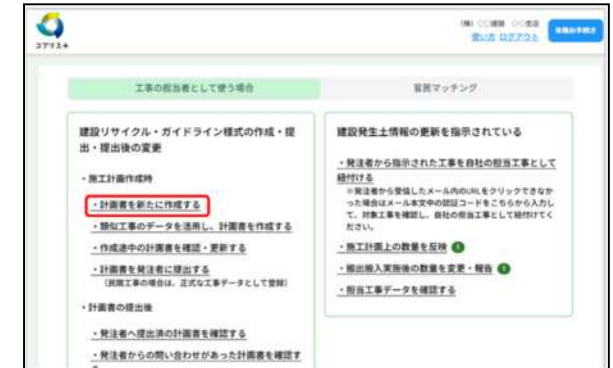 コブリス+
(株) ○○建設 ○○支店
使い方 ログアウト
各種お手続き
工事の担当者として使う場合
官民マッチング
建設リサイクル・ガイドライン様式の作成・提
出・提出後の変更
・施工計画作成時
・計画書を新たに作成する
・類似工事のデータを活用し、計画書を作成する
・作成途中の計画書を確認・更新する
・計画書を発注者に提出する
(民間工事の場合は、正式な工事データとして登録)
・計画書の提出後
・発注者へ提出済の計画書を確認する
・発注者からの問い合わせがあった計画書を確認す
建設発生土情報の更新を指示されている
・発注者から指示された工事を自社の担当工事として
紐付ける
※発注者から受信したメール内のURLをクリックできなか
った場合はメール本文中の認証コードをこちらから入力し
て、対象工事を確認し、自社の担当工事として紐付けてく
ださい。
・施工計画上の数量を反映 1
・搬出搬入実施後の数量を変更・報告 1
・担当工事データを確認する